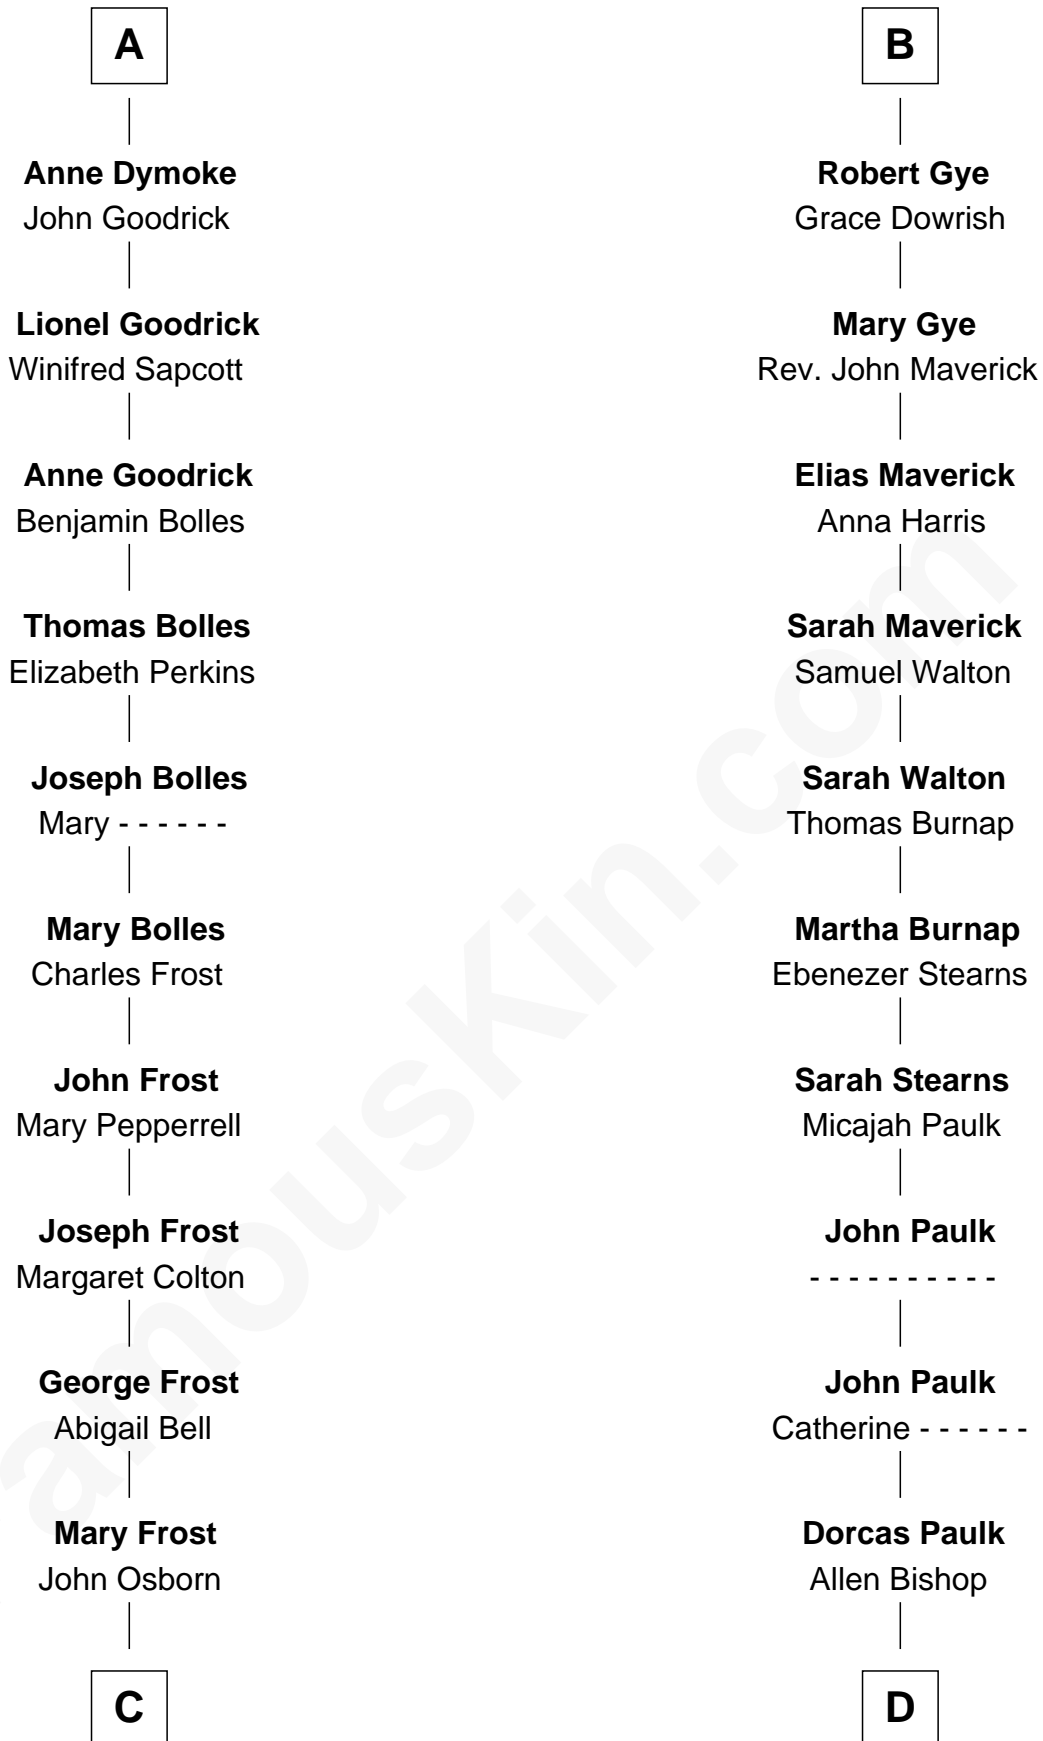 A
Anne Dymoke
John Goodrick
Lionel Goodrick
Winifred Sapcott
Anne Goodrick
Benjamin Bolles
Thomas Bolles
Elizabeth Perkins
Joseph Bolles
Mary - - - - - -
Mary Bolles
Charles Frost
John Frost
Mary Pepperrell
Joseph Frost
Margaret Colton
George Frost
Abigail Bell
Mary Frost
John Osborn
C
B
Robert Gye
Grace Dowrish
Mary Gye
Rev. John Maverick
Elias Maverick
Anna Harris
Sarah Maverick
Samuel Walton
Sarah Walton
Thomas Burnap
Martha Burnap
Ebenezer Stearns
Sarah Stearns
Micajah Paulk
John Paulk
- - - - - - - - - -
John Paulk
Catherine - - - - - -
Dorcas Paulk
Allen Bishop
D
amousKin.com